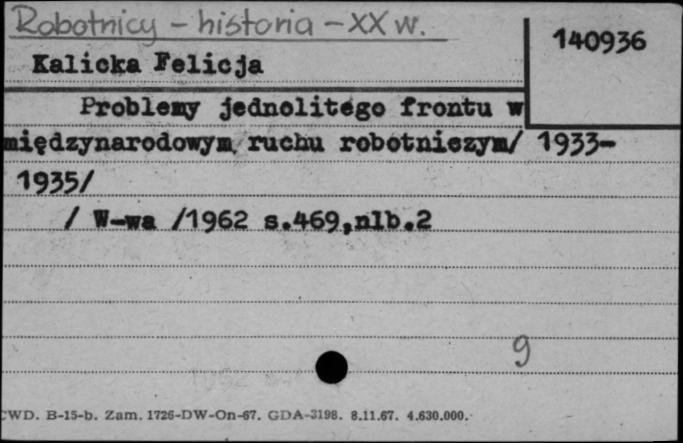 Robotnicy - historia - XX w.
140936
Kalicka Felicja
Problemy jednolitego frontu w
międzynarodowym ruchu robotniczym/ 1933-
1935/
/ W-wa /1962 s.469,nlb.2
9
CWD. B-15-b. Zam. 1726-DW-On-67. GDA-3198. 8.11.67. 4.630.000.